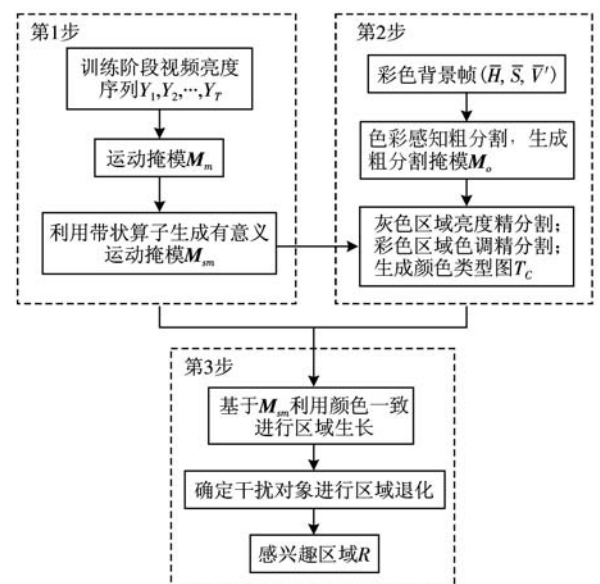 第1步
训练阶段视频亮度
序列Y₁,Y₂,⋯,Y_T
运动掩模M_m
利用带状算子生成有意义
运动掩模M_sm
第2步
彩色背景帧(H̅, S̅, V̅′)
色彩感知粗分割，生成
粗分割掩模M_o
灰色区域亮度精分割；
彩色区域色调精分割；
生成颜色类型图T_C
第3步
基于M_sm利用颜色一致
进行区域生长
确定干扰对象进行区域退化
感兴趣区域R